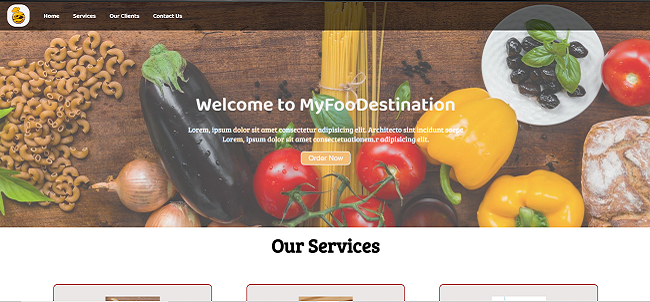 Home Services Our Clients Contact Us
Welcome to MyFooDestination
Lorem, ipsum dolor sit amet consectetur adipisicing elit. Architecto sint incidunt saepe.
Lorem, ipsum dolor sit amet consectetuationem.r adipisicing elit.
Order Now
Our Services